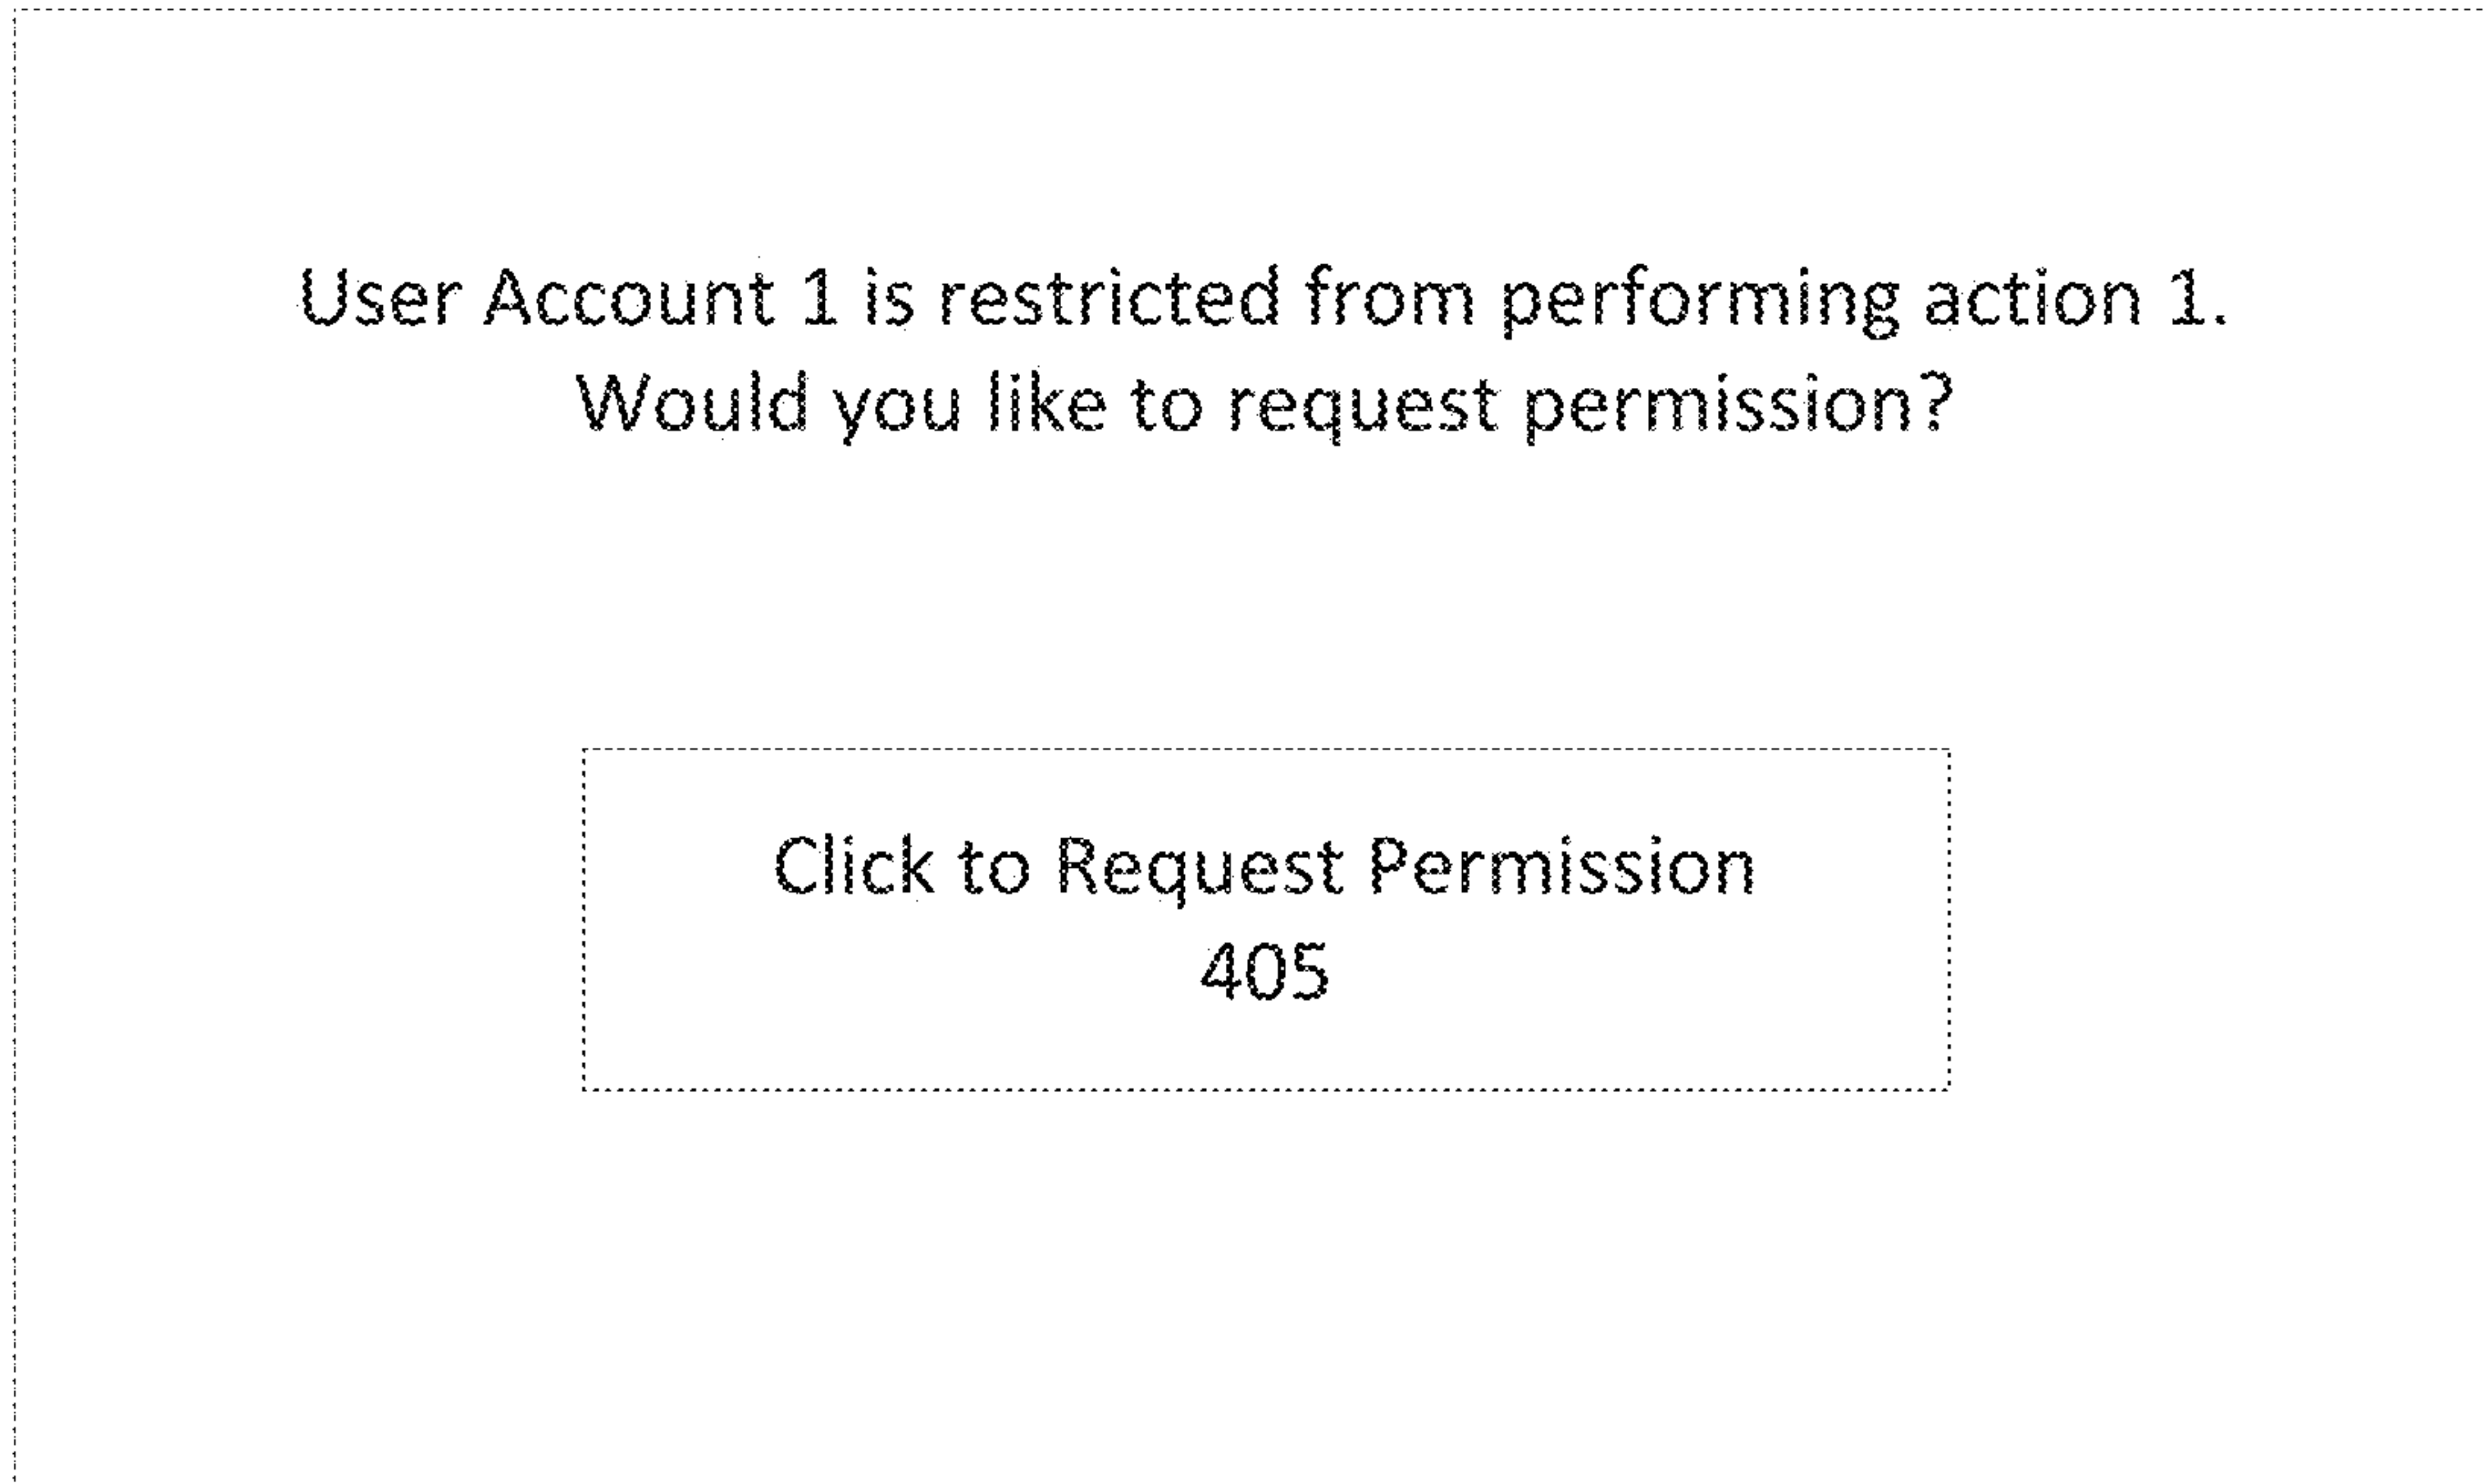 User Account 1 is restricted from performing action 1.
Would you like to request permission?
Click to Request Permission
405